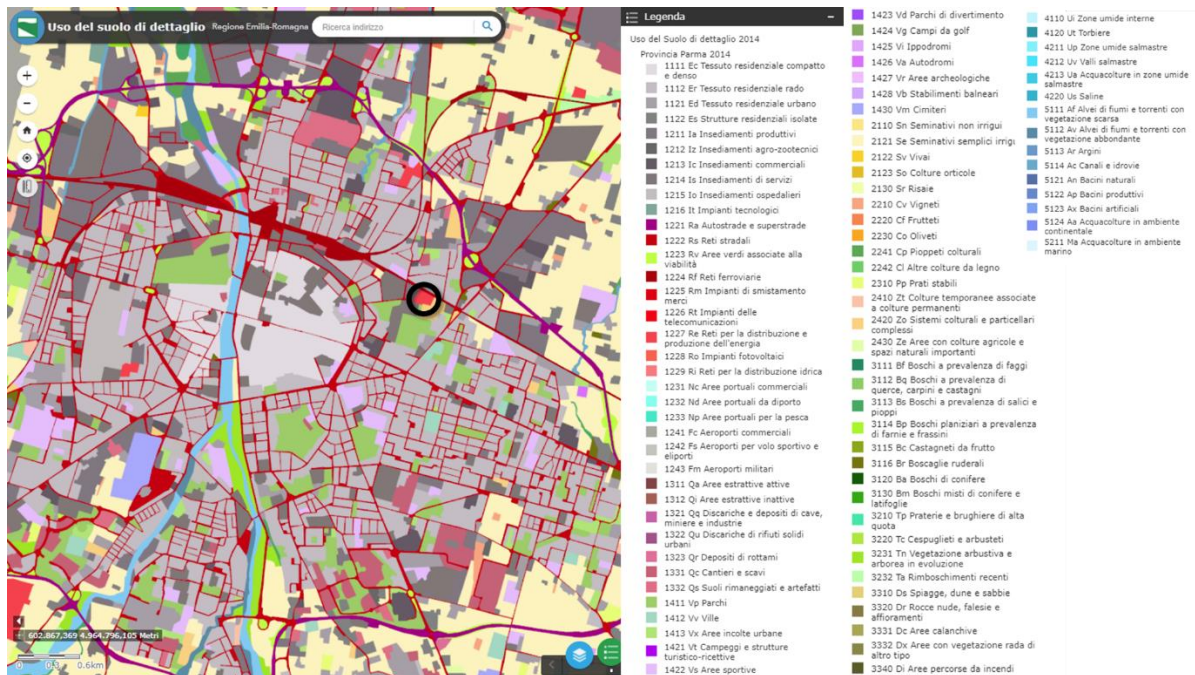 Uso del suolo di dettaglio Regione Emilia-Romagna
Ricerca indirizzo
602.867,369 4.964.796,105 Metri
0 0.3 0.6km
Legenda
Uso del Suolo di dettaglio 2014
Provincia Parma 2014
1111 Ec Tessuto residenziale compatto
e denso
1112 Er Tessuto residenziale rado
1121 Ed Tessuto residenziale urbano
1122 Es Strutture residenziali isolate
1211 Ia Insediamenti produttivi
1212 Iz Insediamenti agro-zootecnici
1213 Ic Insediamenti commerciali
1214 Is Insediamenti di servizi
1215 Io Insediamenti ospedalieri
1216 It Impianti tecnologici
1221 Ra Autostrade e superstrade
1222 Rs Reti stradali
1223 Rv Aree verdi associate alla
viabilità
1224 Rf Reti ferroviarie
1225 Rm Impianti di smistamento
merci
1226 Rt Impianti delle
telecomunicazioni
1227 Re Reti per la distribuzione e
produzione dell'energia
1228 Ro Impianti fotovoltaici
1229 Ri Reti per la distribuzione idrica
1231 Nc Aree portuali commerciali
1232 Nd Aree portuali da diporto
1233 Np Aree portuali per la pesca
1241 Fc Aeroporti commerciali
1242 Fs Aeroporti per volo sportivo e
eliporti
1243 Fm Aeroporti militari
1311 Qa Aree estrattive attive
1312 Qi Aree estrattive inattive
1321 Qq Discariche e depositi di cave,
miniere e industrie
1322 Qu Discariche di rifiuti solidi
urbani
1323 Qr Depositi di rottami
1331 Qc Cantieri e scavi
1332 Qs Suoli rimaneggiati e artefatti
1411 Vp Parchi
1412 Vv Ville
1413 Vx Aree incolte urbane
1421 Vt Campeggi e strutture
turistico-ricettive
1422 Vs Aree sportive
1423 Vd Parchi di divertimento
1424 Vg Campi da golf
1425 Vi Ippodromi
1426 Va Autodromi
1427 Vr Aree archeologiche
1428 Vb Stabilimenti balneari
1430 Vm Cimiteri
2110 Sn Seminativi non irrigui
2121 Se Seminativi semplici irrigu
2122 Sv Vivai
2123 So Colture orticole
2130 Sr Risaie
2210 Cv Vigneti
2220 Cf Frutteti
2230 Co Oliveti
2241 Cp Pioppeti colturali
2242 Cl Altre colture da legno
2310 Pp Prati stabili
2410 Zt Colture temporanee associate
a colture permanenti
2420 Zo Sistemi colturali e particellari
complessi
2430 Ze Aree con colture agricole e
spazi naturali importanti
3111 Bf Boschi a prevalenza di faggi
3112 Bq Boschi a prevalenza di
querce, carpini e castagni
3113 Bs Boschi a prevalenza di salici e
pioppi
3114 Bp Boschi planiziari a prevalenza
di farnie e frassini
3115 Bc Castagneti da frutto
3116 Br Boscaglie ruderali
3120 Ba Boschi di conifere
3130 Bm Boschi misti di conifere e
latifoglie
3210 Tp Praterie e brughiere di alta
quota
3220 Tc Cespuglieti e arbusteti
3231 Tn Vegetazione arbustiva e
arborea in evoluzione
3232 Ta Rimboschimenti recenti
3310 Ds Spiagge, dune e sabbie
3320 Dr Rocce nude, falesie e
affioramenti
3331 Dc Aree calanchive
3332 Dx Aree con vegetazione rada di
altro tipo
3340 Di Aree percorse da incendi
4110 Ui Zone umide interne
4120 Ut Torbiere
4211 Up Zone umide salmastre
4212 Uv Valli salmastre
4213 Ua Acquacolture in zone umide
salmastre
4220 Us Saline
5111 Af Alvei di fiumi e torrenti con
vegetazione scarsa
5112 Av Alvei di fiumi e torrenti con
vegetazione abbondante
5113 Ar Argini
5114 Ac Canali e idrovie
5121 An Bacini naturali
5122 Ap Bacini produttivi
5123 Ax Bacini artificiali
5124 Aa Acquacolture in ambiente
continentale
5211 Ma Acquacolture in ambiente
marino